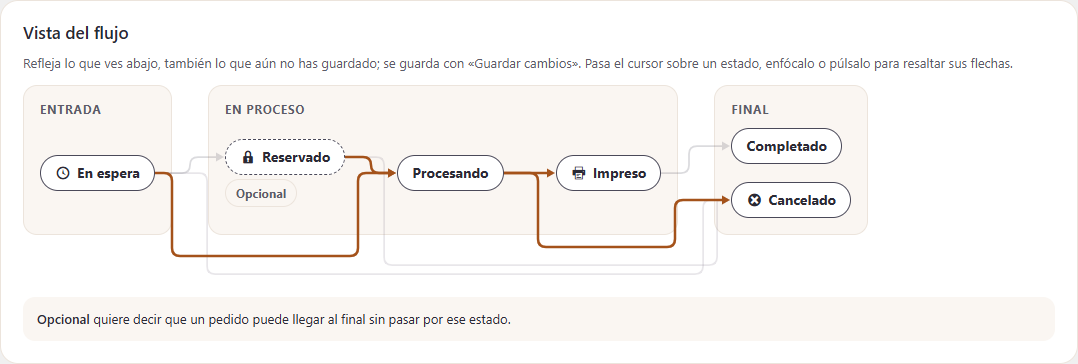 Vista del flujo
Refleja lo que ves abajo, también lo que aún no has guardado; se guarda con «Guardar cambios». Pasa el cursor sobre un estado, enfócalo o púlsalo para resaltar sus flechas.
ENTRADA
EN PROCESO
FINAL
En espera
Reservado
Opcional
Procesando
Impreso
Completado
Cancelado
Opcional quiere decir que un pedido puede llegar al final sin pasar por ese estado.